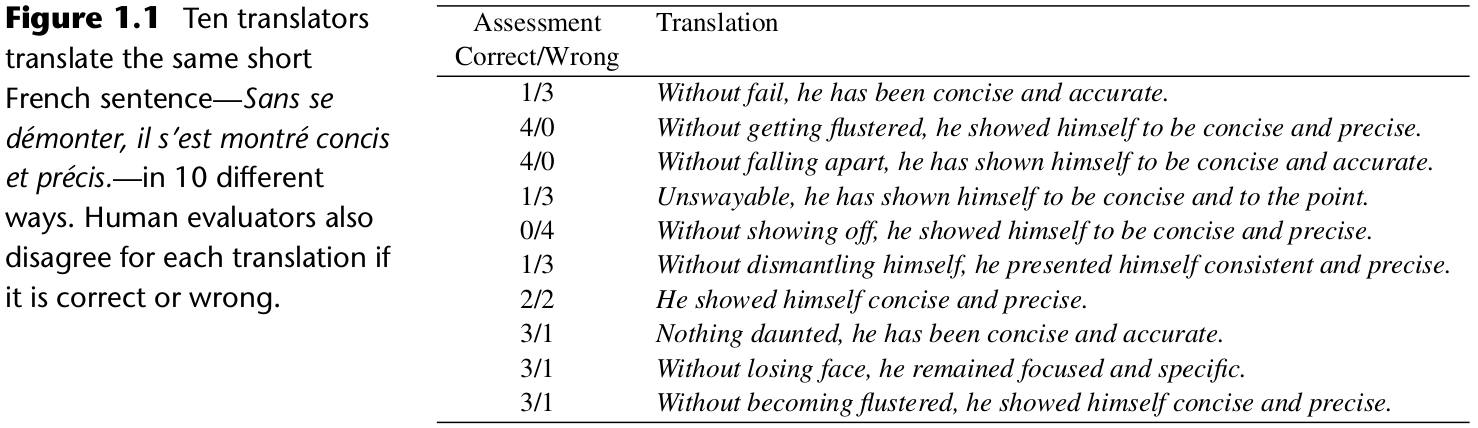 Figure 1.1 Ten translators
translate the same short
French sentence—Sans se
démonter, il s’est montré concis
et précis.—in 10 different
ways. Human evaluators also
disagree for each translation if
it is correct or wrong.
Assessment Translation
Correct/Wrong
1/3 Without fail, he has been concise and accurate.
4/0 Without getting flustered, he showed himself to be concise and precise.
4/0 Without falling apart, he has shown himself to be concise and accurate.
1/3 Unswayable, he has shown himself to be concise and to the point.
0/4 Without showing off, he showed himself to be concise and precise.
1/3 Without dismantling himself, he presented himself consistent and precise.
2/2 He showed himself concise and precise.
3/1 Nothing daunted, he has been concise and accurate.
3/1 Without losing face, he remained focused and specific.
3/1 Without becoming flustered, he showed himself concise and precise.